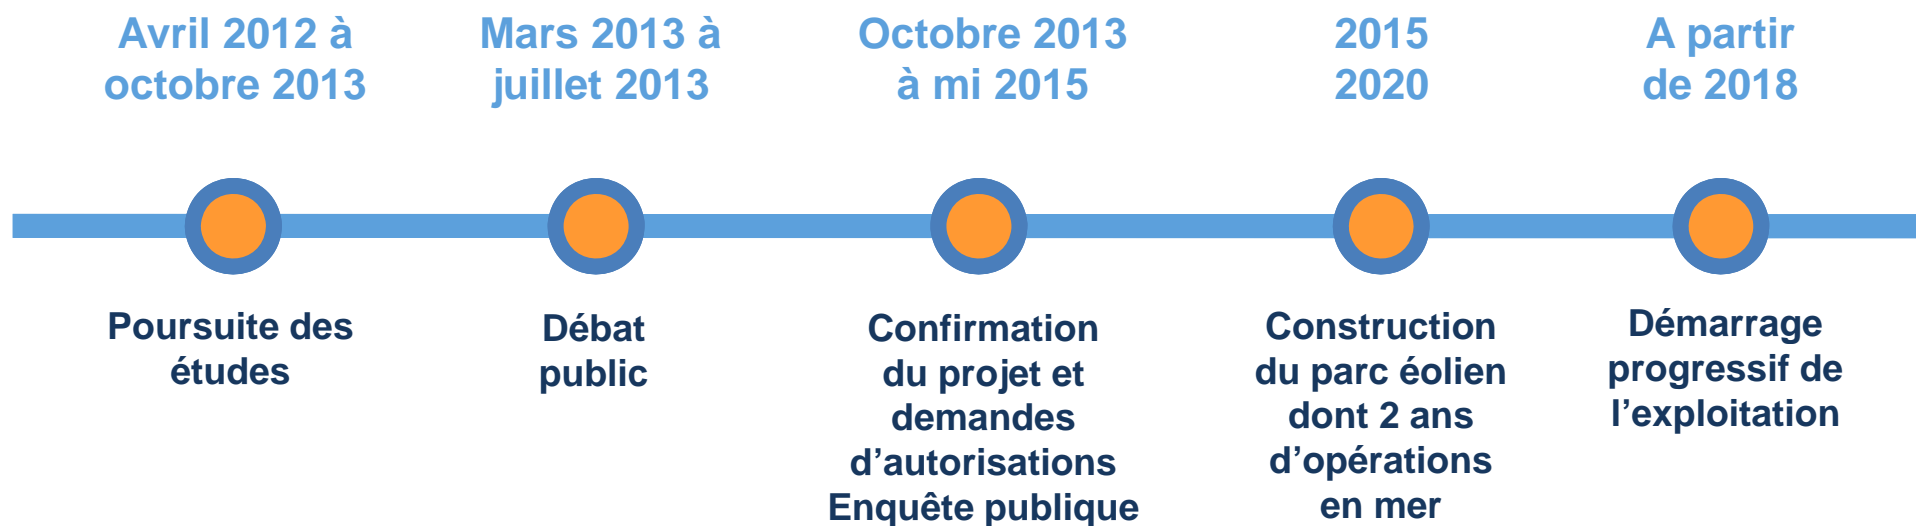 Avril 2012 à
octobre 2013
Mars 2013 à
juillet 2013
Octobre 2013
à mi 2015
2015
2020
A partir
de 2018
Poursuite des
études
Débat
public
Confirmation
du projet et
demandes
d’autorisations
Enquête publique
Construction
du parc éolien
dont 2 ans
d’opérations
en mer
Démarrage
progressif de
l’exploitation